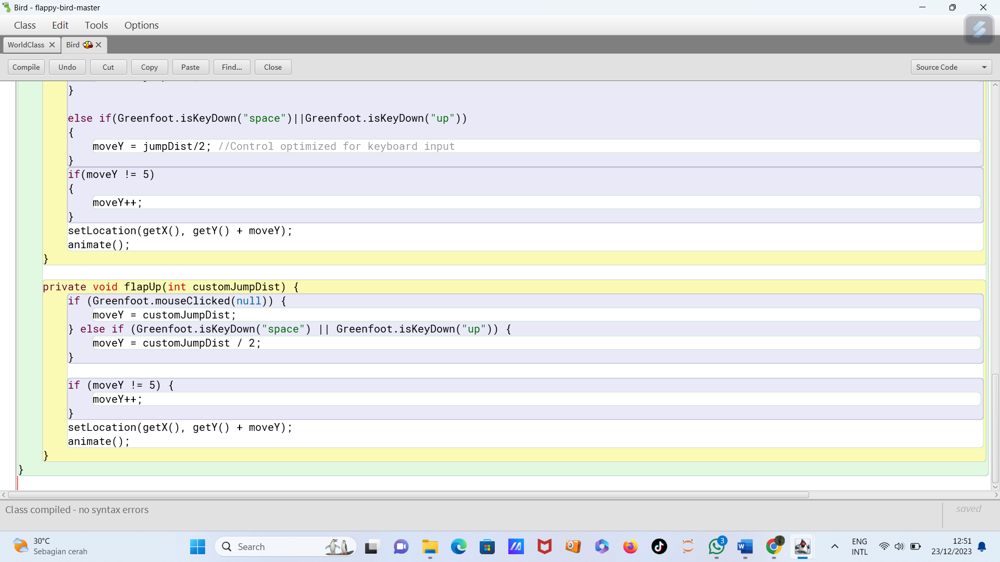 Bird - flappy-bird-master
Class Edit Tools Options
WorldClass Bird
Compile Undo Cut Copy Paste Find... Close Source Code
}
else if(Greenfoot.isKeyDown("space")||Greenfoot.isKeyDown("up"))
{
moveY = jumpDist/2; //Control optimized for keyboard input
}
if(moveY != 5)
{
moveY++;
}
setLocation(getX(), getY() + moveY);
animate();
}
private void flapUp(int customJumpDist) {
if (Greenfoot.mouseClicked(null)) {
moveY = customJumpDist;
} else if (Greenfoot.isKeyDown("space") || Greenfoot.isKeyDown("up")) {
moveY = customJumpDist / 2;
}
if (moveY != 5) {
moveY++;
}
setLocation(getX(), getY() + moveY);
animate();
}
}
Class compiled - no syntax errors
saved
30°C
Sebagian cerah
Search
3
ENG
INTL
12:51
23/12/2023